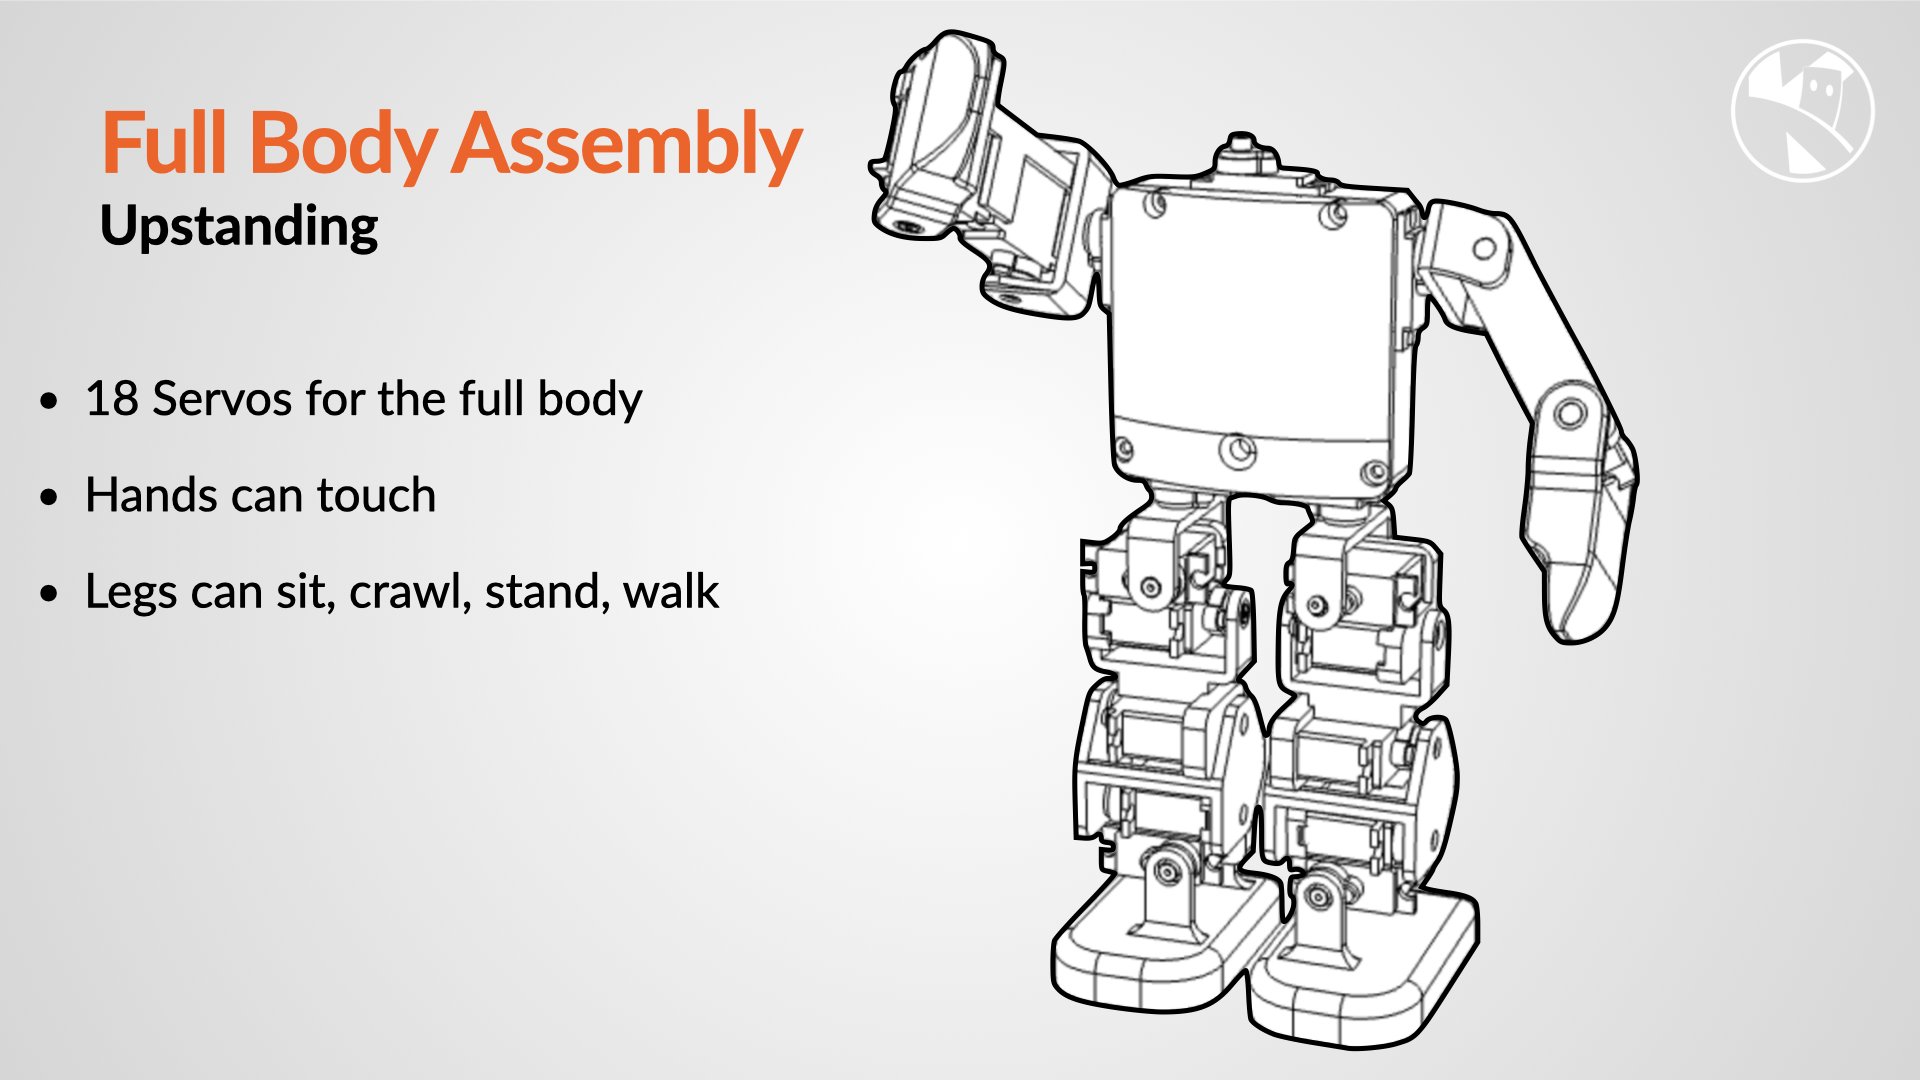 Full Body Assembly
Upstanding
• 18 Servos for the full body
• Hands can touch
• Legs can sit, crawl, stand, walk